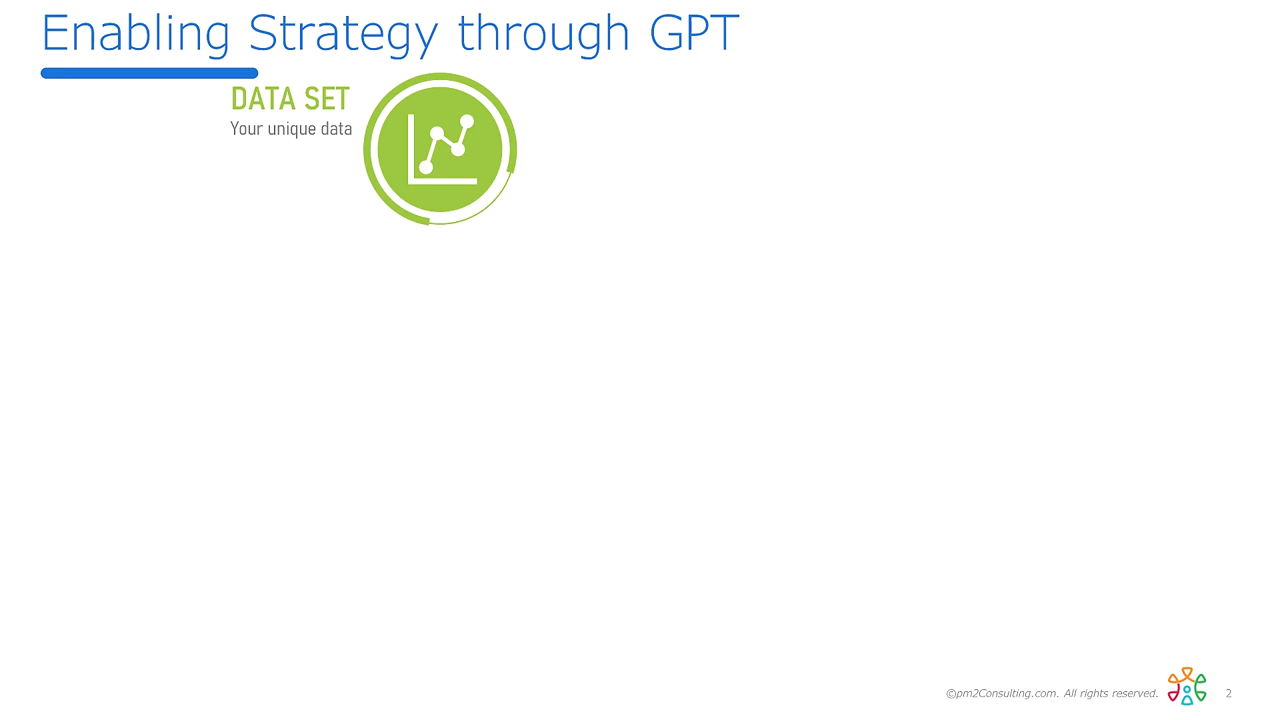 Enabling Strategy through GPT
DATA SET
Your unique data
©pm2Consulting.com. All rights reserved.
2